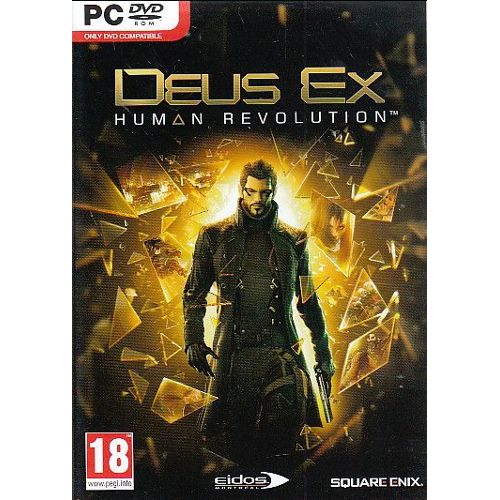 PC DVD
ROM
ONLY DVD COMPATIBLE
DEUS EX
HUMAN REVOLUTION™
18
www.pegi.info
eidos
MONTRÉAL
SQUARE ENIX.